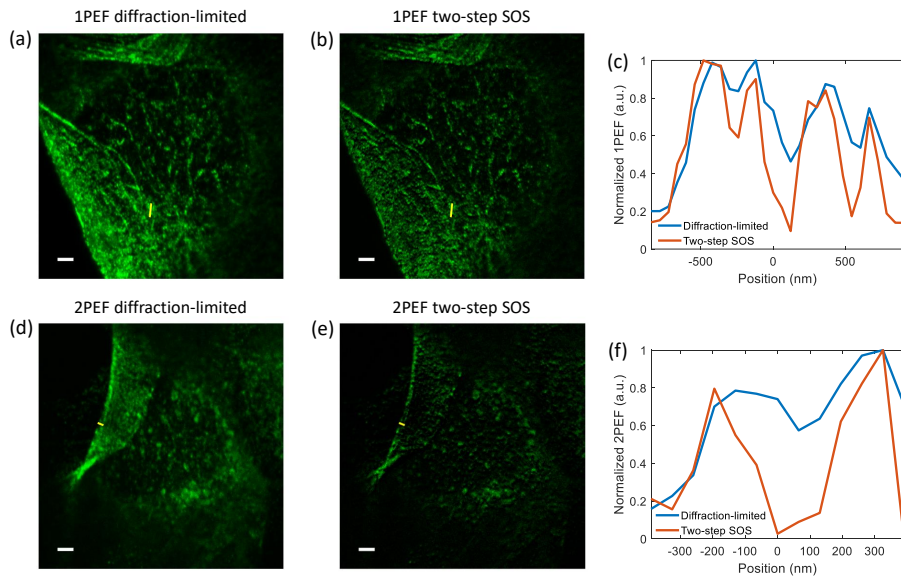 1PEF diffraction-limited
1PEF two-step SOS
(a)
(b)
(c)
1
0.8
0.6
0.4
0.2
0
Normalized 1PEF (a.u.)
Diffraction-limited
Two-step SOS
-500
0
500
Position (nm)
2PEF diffraction-limited
2PEF two-step SOS
(d)
(e)
(f)
1
0.8
0.6
0.4
0.2
0
Normalized 2PEF (a.u.)
Diffraction-limited
Two-step SOS
-300
-200
-100
0
100
200
300
Position (nm)